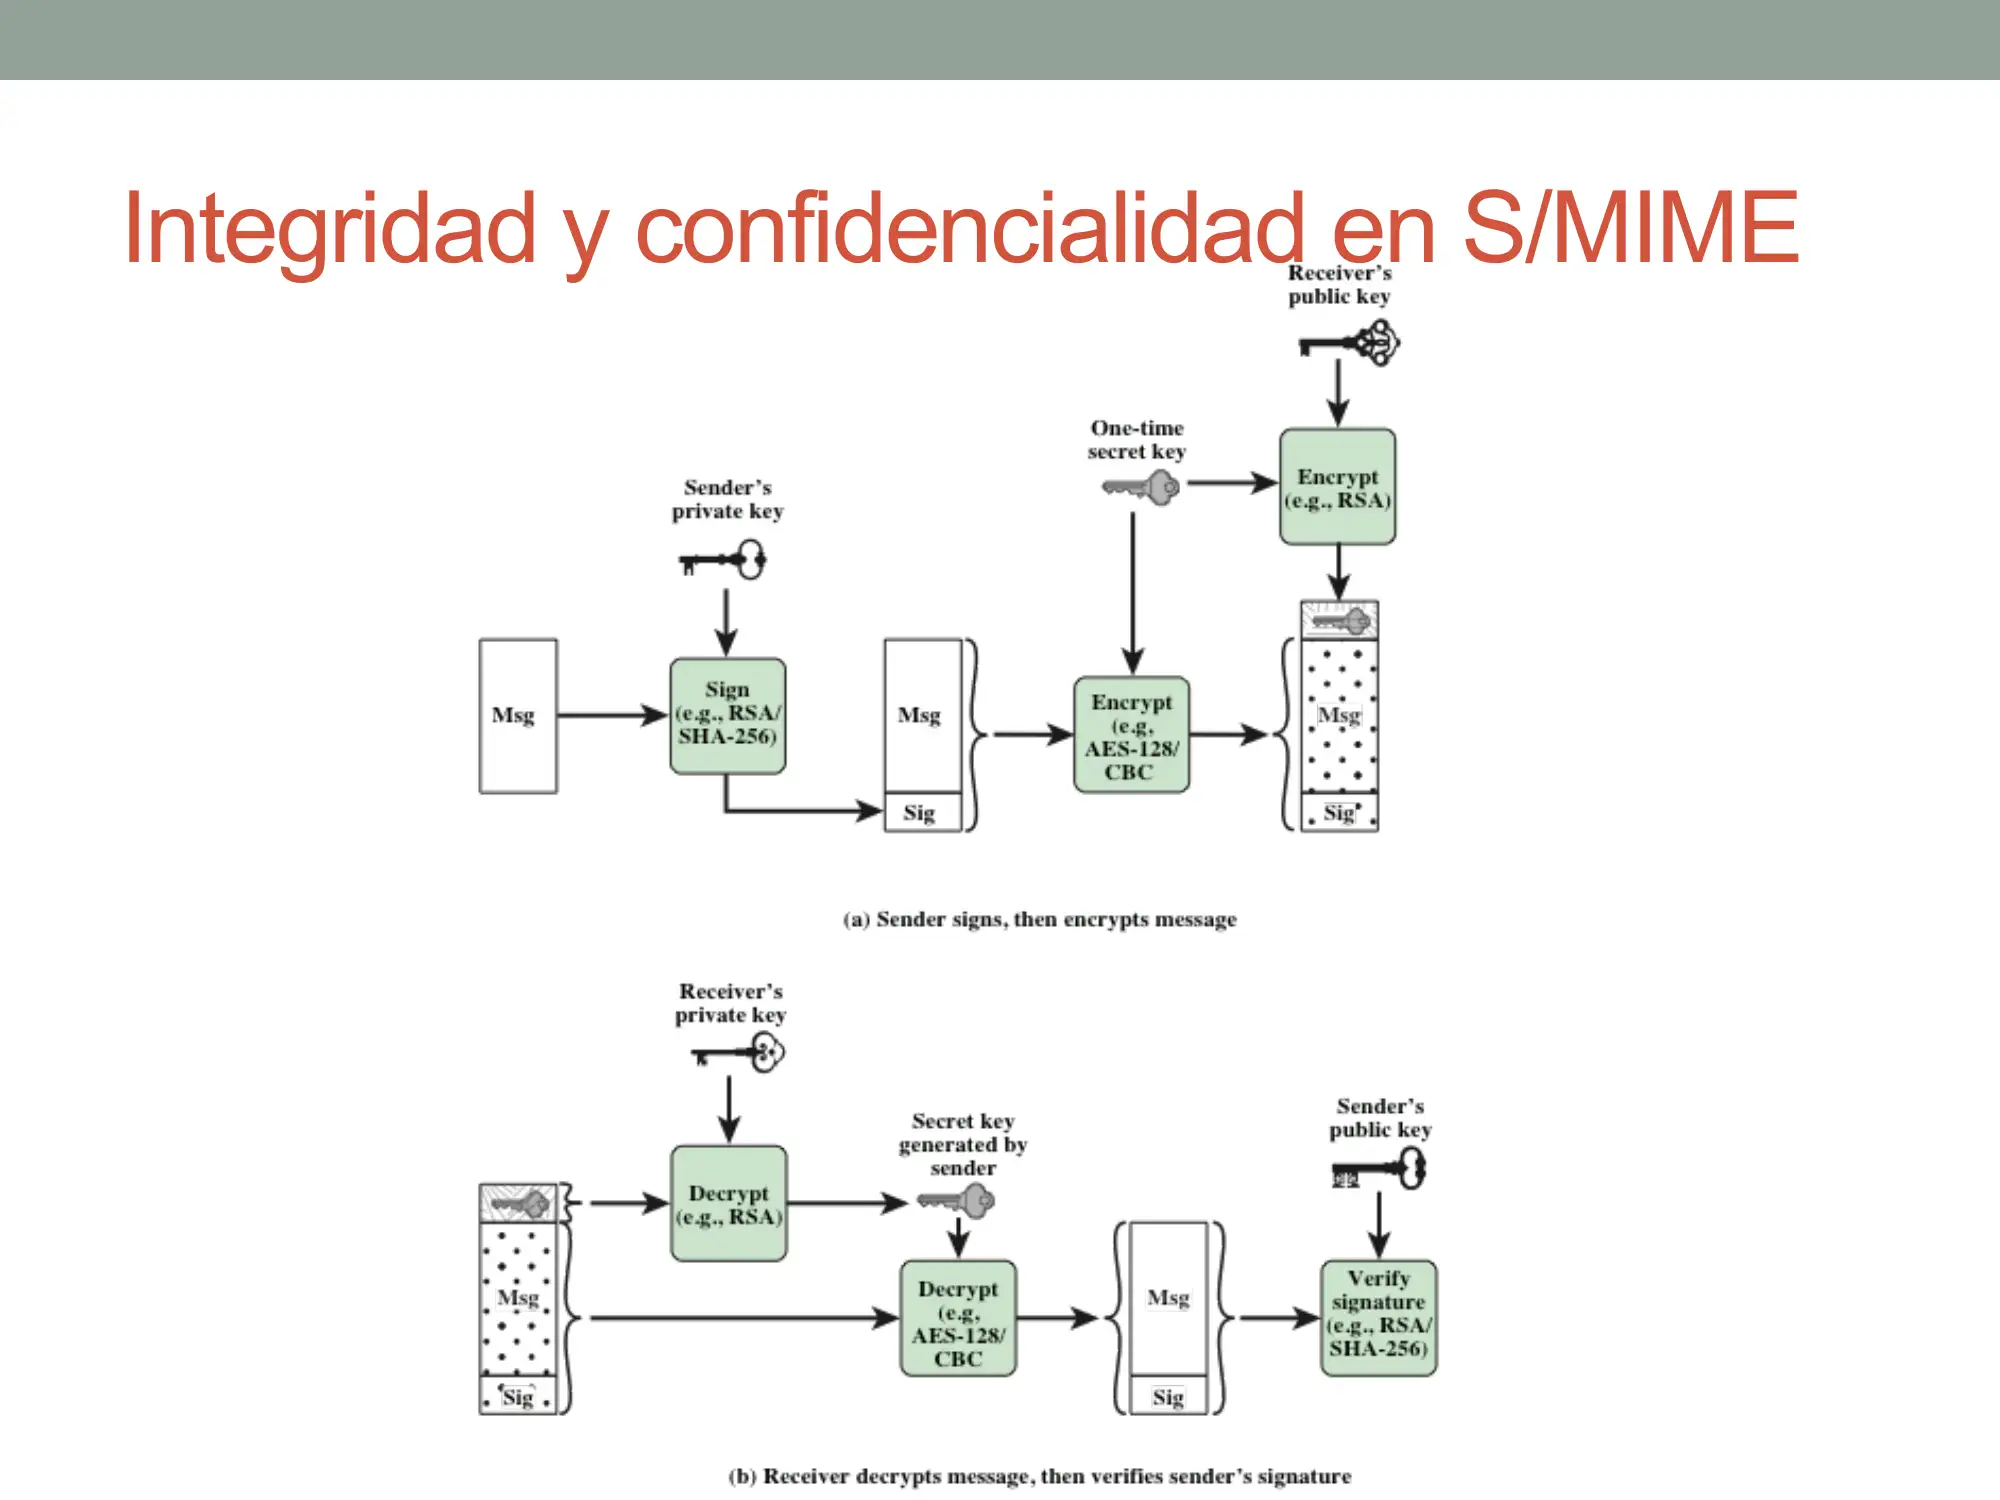 Integridad y confidencialidad en S/MIME
Receiver's
public key
One-time
secret key
Encrypt
(e.g., RSA)
Sender's
private key
Msg
Sign
(e.g., RSA/
SHA-256)
Msg
Sig
Encrypt
(e.g,
AES-128/
CBC
Msg
Sig
(a) Sender signs, then encrypts message
Receiver's
private key
Decrypt
(e.g., RSA)
Secret key
generated by
sender
Sender's
public key
Msg
Sig
Decrypt
(e.g,
AES-128/
CBC
Msg
Sig
Verify
signature
(e.g., RSA/
SHA-256)
(b) Receiver decrypts message, then verifies sender's signature